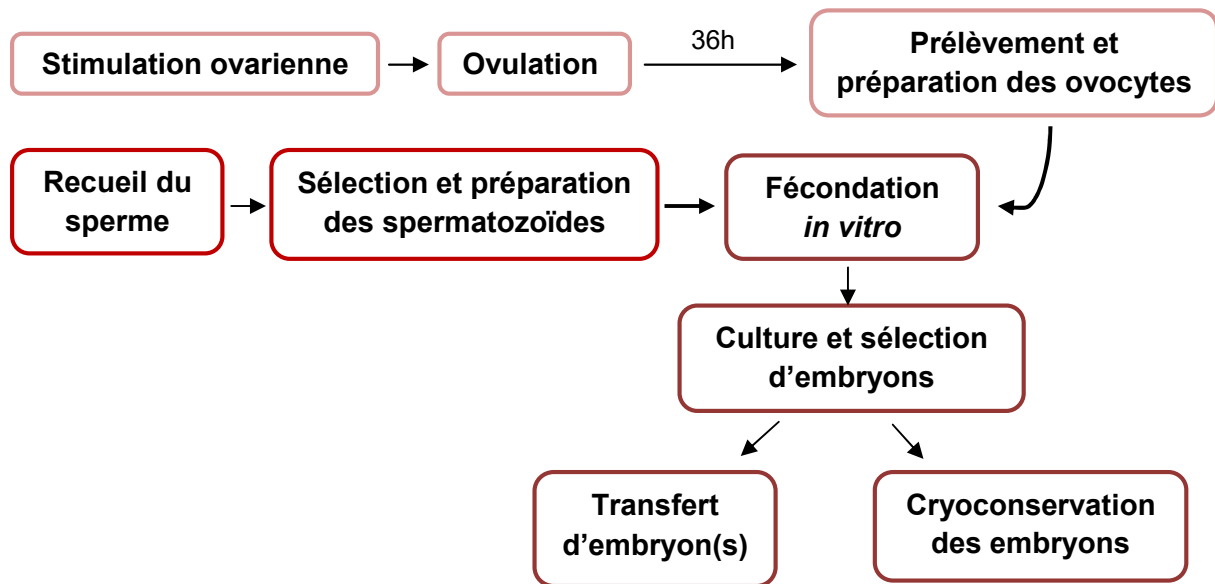 Stimulation ovarienne
Ovulation
36h
Prélèvement et
préparation des ovocytes
Recueil du
sperme
Sélection et préparation
des spermatozoïdes
Fécondation
in vitro
Culture et sélection
d’embryons
Transfert
d’embryon(s)
Cryoconservation
des embryons